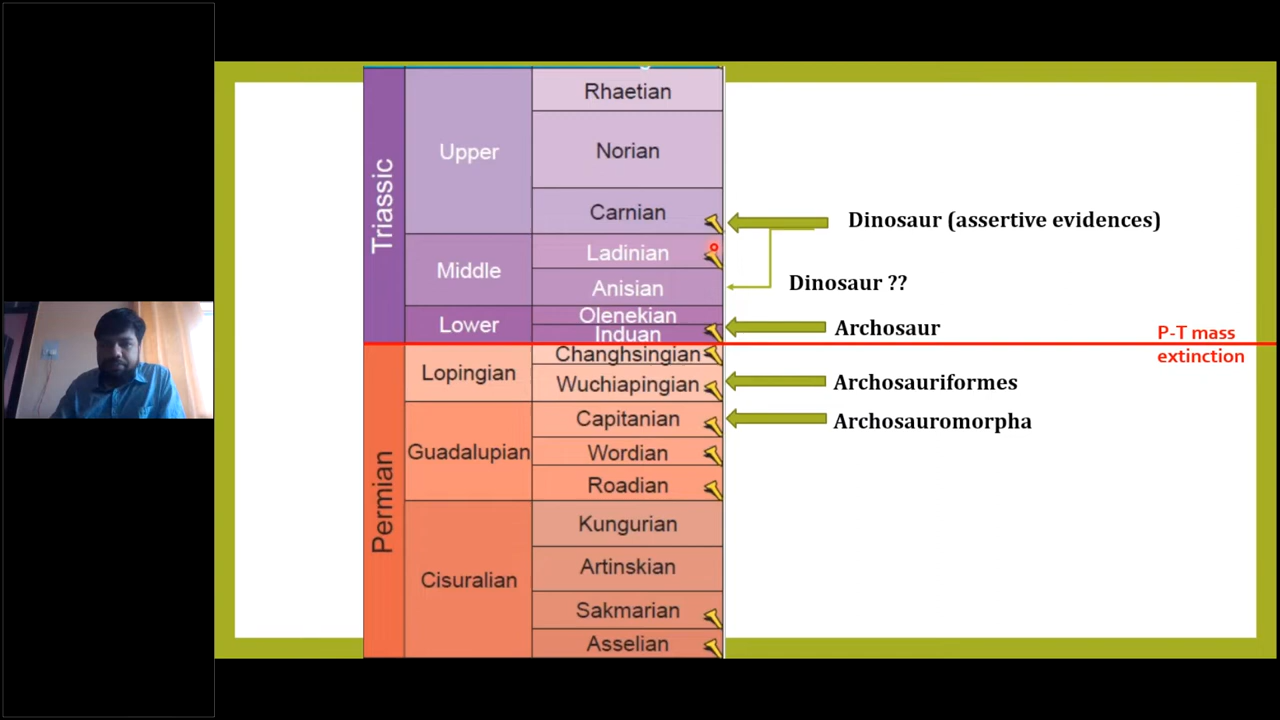 Triassic
Upper
Rhaetian
Norian
Carnian
Middle
Ladinian
Anisian
Lower
Olenekian
Induan
Permian
Lopingian
Changhsingian
Wuchiapingian
Guadalupian
Capitanian
Wordian
Roadian
Cisuralian
Kungurian
Artinskian
Sakmarian
Asselian
Dinosaur (assertive evidences)
Dinosaur ??
Archosaur
P-T mass
extinction
Archosauriformes
Archosauromorpha